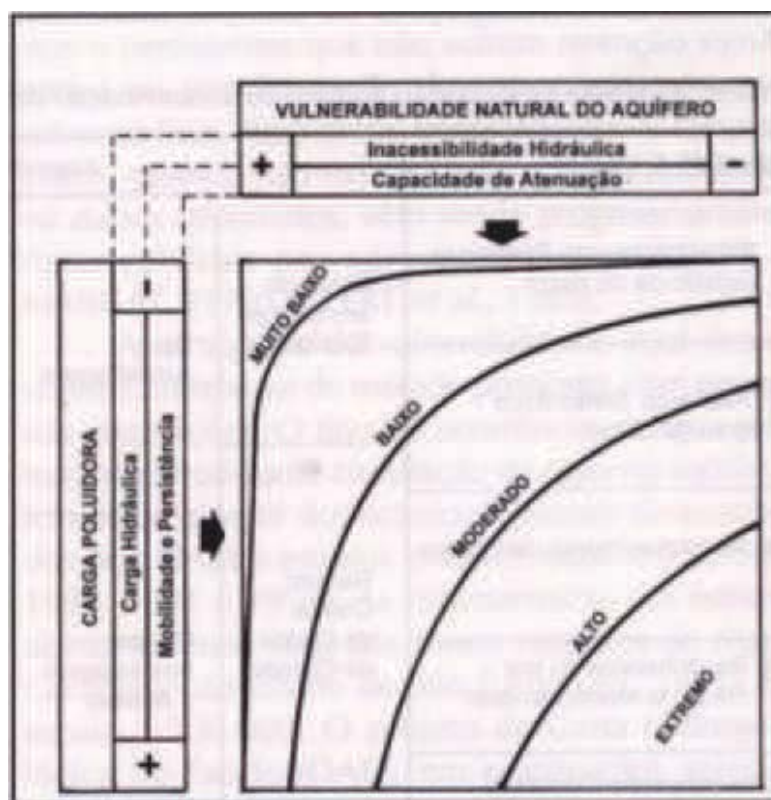 VULNERABILIDADE NATURAL DO AQUÍFERO
+
Inacessibilidade Hidráulica
Capacidade de Atenuação
-
CARGA POLUIDORA
-
Carga Hidráulica
Mobilidade e Persistência
+
MUITO BAIXO
BAIXO
MODERADO
ALTO
EXTREMO